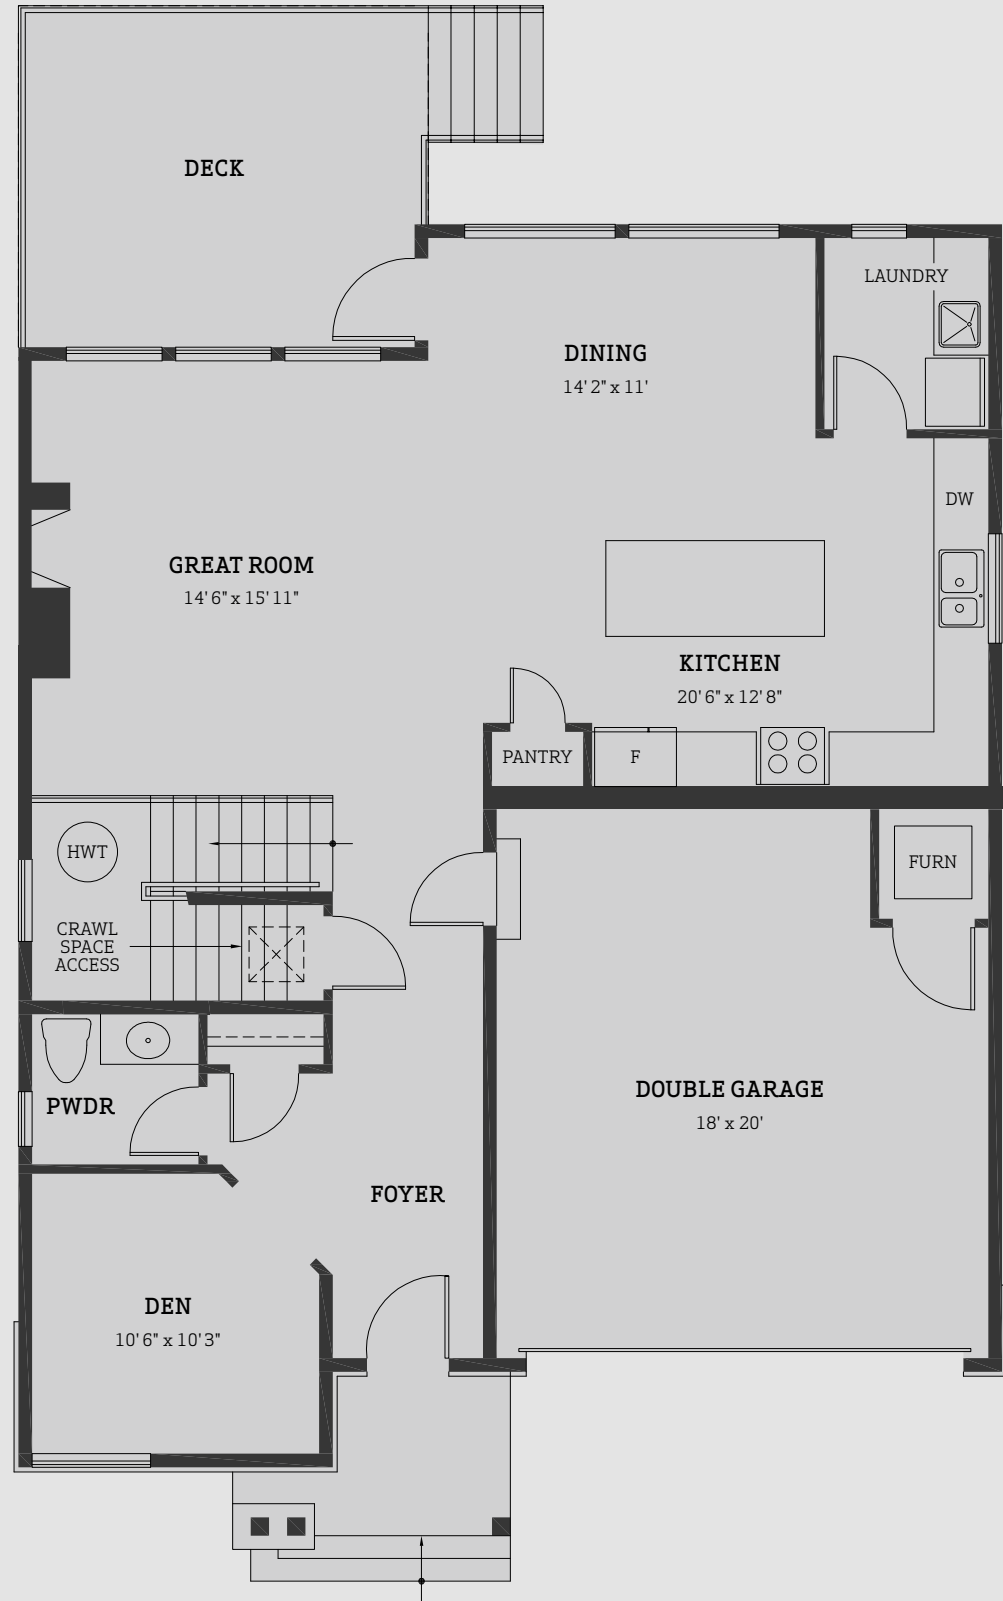 DECK
LAUNDRY
DINING
14' 2" x 11'
DW
GREAT ROOM
14' 6" x 15' 11"
KITCHEN
20' 6" x 12' 8"
PANTRY
F
HWT
FURN
CRAWL
SPACE
ACCESS
PWDR
DOUBLE GARAGE
18' x 20'
FOYER
DEN
10' 6" x 10' 3"